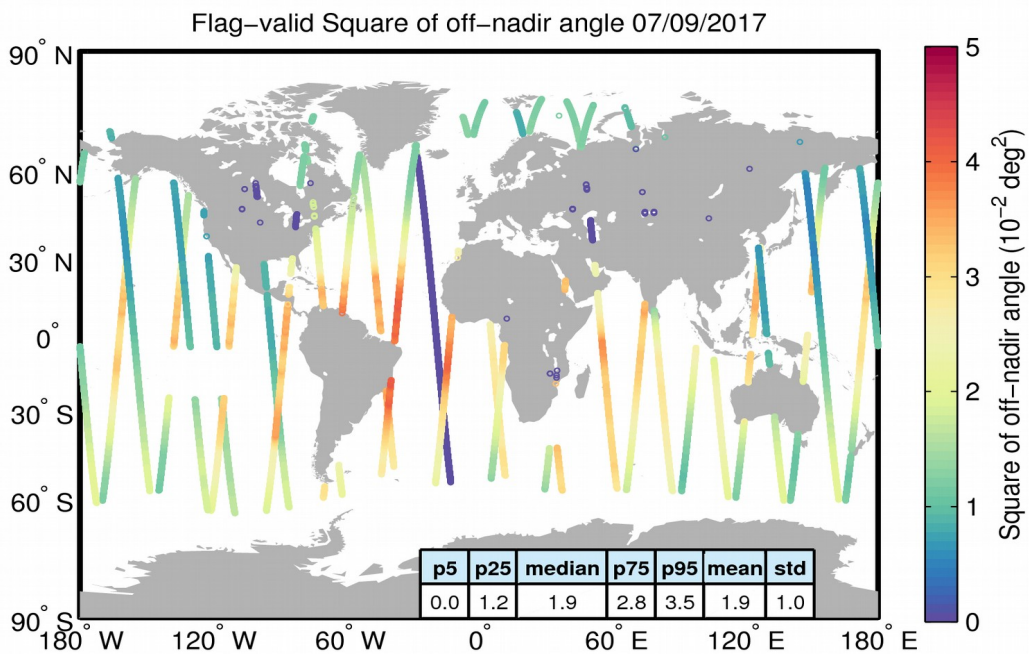 Flag−valid Square of off−nadir angle 07/09/2017
90° N
60° N
30° N
0°
30° S
60° S
90° S
180° W
120° W
60° W
0°
60° E
120° E
180° E
p5 p25 median p75 p95 mean std
0.0 1.2 1.9 2.8 3.5 1.9 1.0
5
4
3
2
1
0
Square of off−nadir angle (10⁻² deg²)